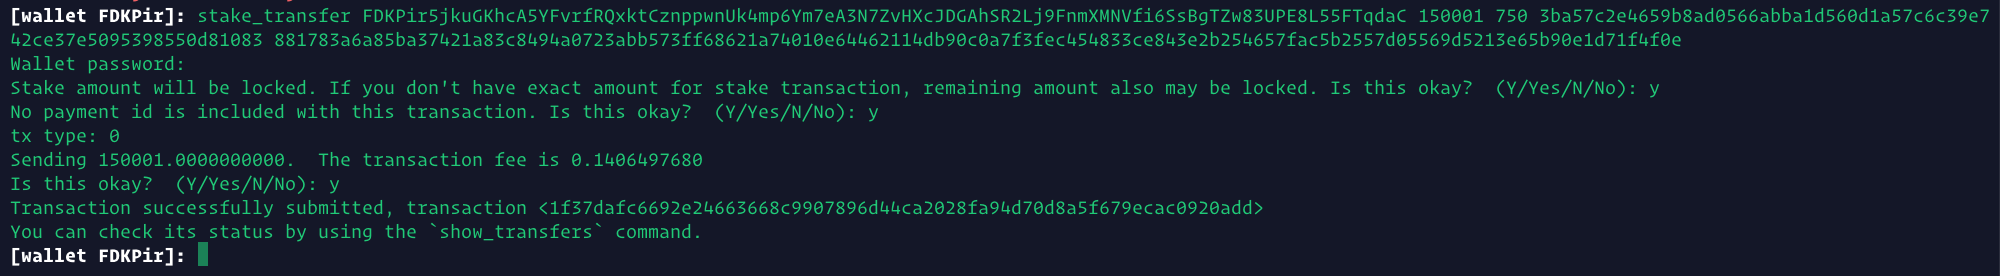 [wallet FDKPir]: stake_transfer FDKPir5jkuGKhcA5YFvrfRQxktCznppwnUk4mp6Ym7eA3N7ZvHXcJDGAhSR2Lj9FnmXMNVfi6SsBgTZw83UPE8L55FTqdaC 150001 750 3ba57c2e4659b8ad0566abba1d560d1a57c6c39e7
42ce37e5095398550d81083 881783a6a85ba37421a83c8494a0723abb573ff68621a74010e64462114db90c0a7f3fec454833ce843e2b254657fac5b2557d05569d5213e65b90e1d71f4f0e
Wallet password:
Stake amount will be locked. If you don't have exact amount for stake transaction, remaining amount also may be locked. Is this okay?  (Y/Yes/N/No): y
No payment id is included with this transaction. Is this okay?  (Y/Yes/N/No): y
tx type: 0
Sending 150001.0000000000.  The transaction fee is 0.1406497680
Is this okay?  (Y/Yes/N/No): y
Transaction successfully submitted, transaction <1f37dafc6692e24663668c9907896d44ca2028fa94d70d8a5f679ecac0920add>
You can check its status by using the `show_transfers` command.
[wallet FDKPir]: